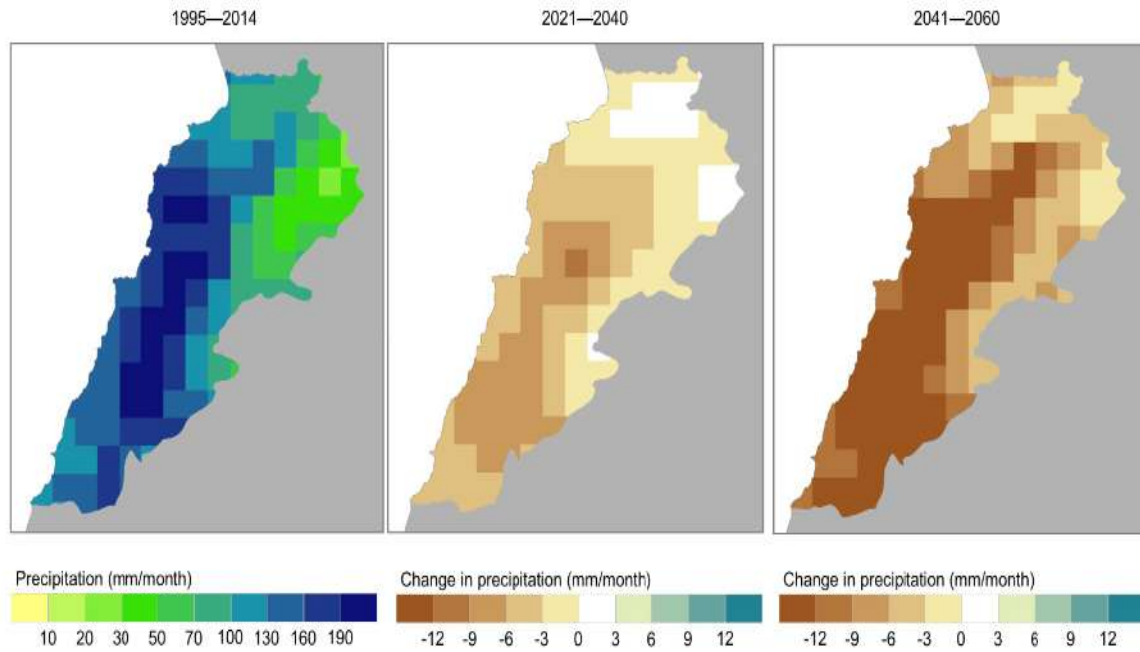 1995—2014
2021—2040
2041—2060
Precipitation (mm/month)
10 20 30 50 70 100 130 160 190
Change in precipitation (mm/month)
-12 -9 -6 -3 0 3 6 9 12
Change in precipitation (mm/month)
-12 -9 -6 -3 0 3 6 9 12